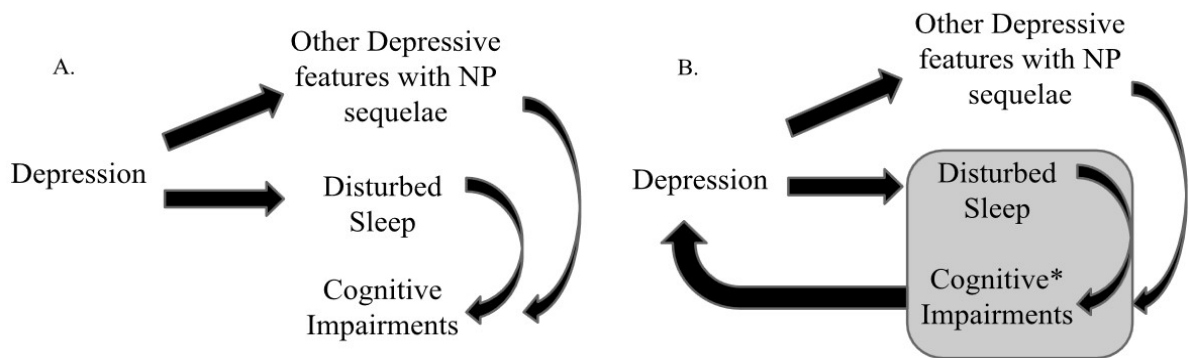 A.
Other Depressive
features with NP
sequelae
Depression
Disturbed
Sleep
Cognitive
Impairments
B.
Other Depressive
features with NP
sequelae
Depression
Disturbed
Sleep
Cognitive*
Impairments